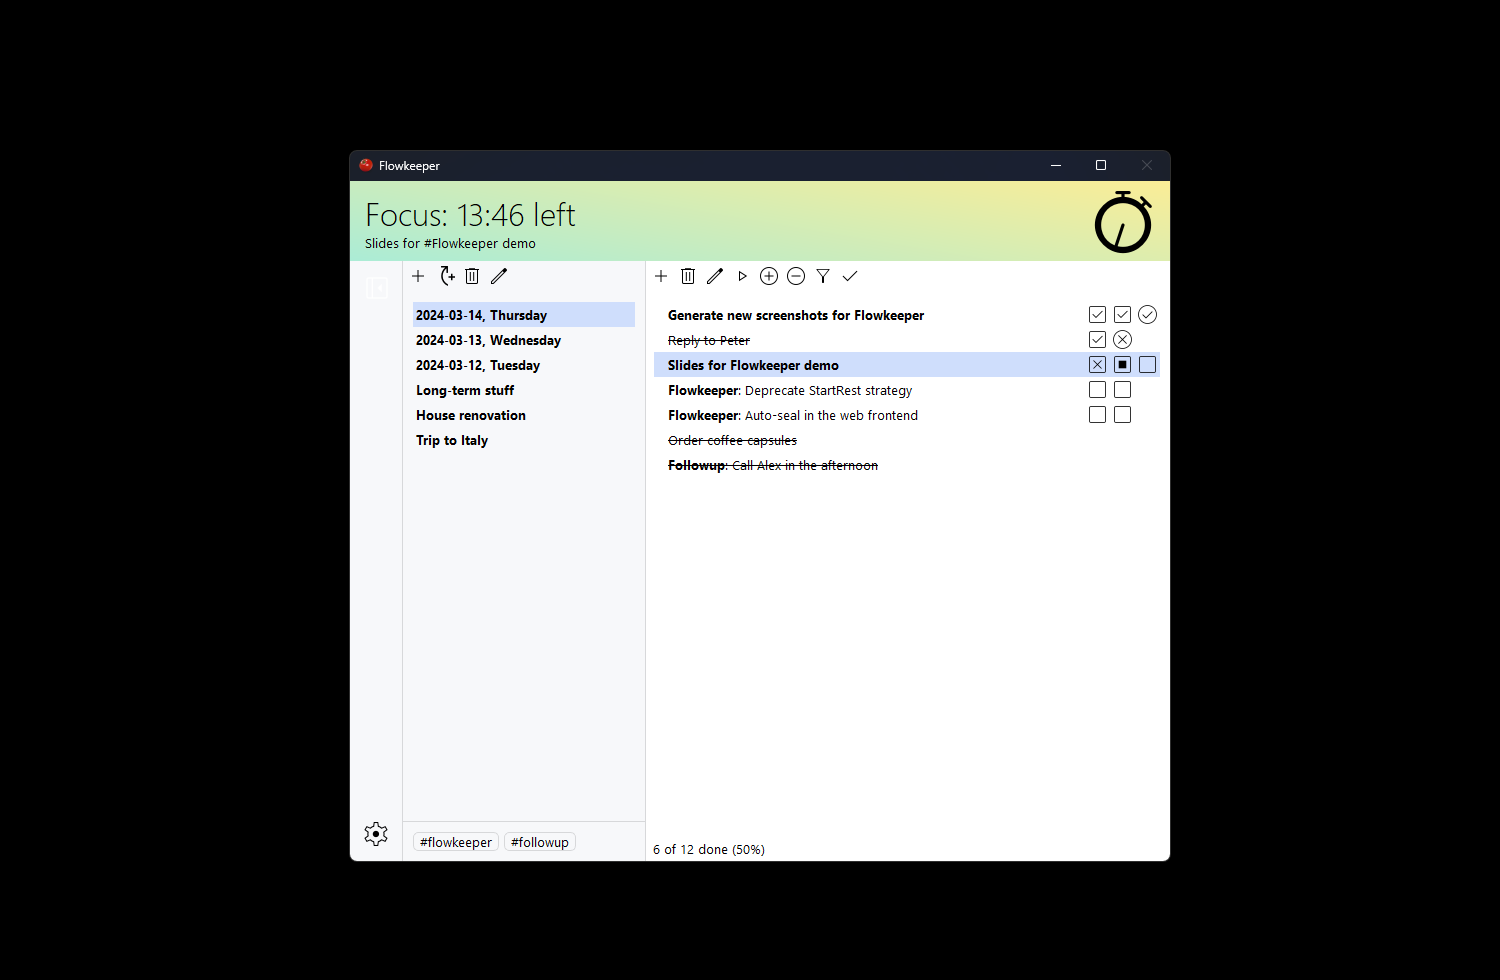 Flowkeeper
Focus: 13:46 left
Slides for #Flowkeeper demo
2024-03-14, Thursday
2024-03-13, Wednesday
2024-03-12, Tuesday
Long-term stuff
House renovation
Trip to Italy
#flowkeeper #followup
Generate new screenshots for Flowkeeper
Reply to Peter
Slides for Flowkeeper demo
Flowkeeper: Deprecate StartRest strategy
Flowkeeper: Auto-seal in the web frontend
Order coffee capsules
Followup: Call Alex in the afternoon
6 of 12 done (50%)